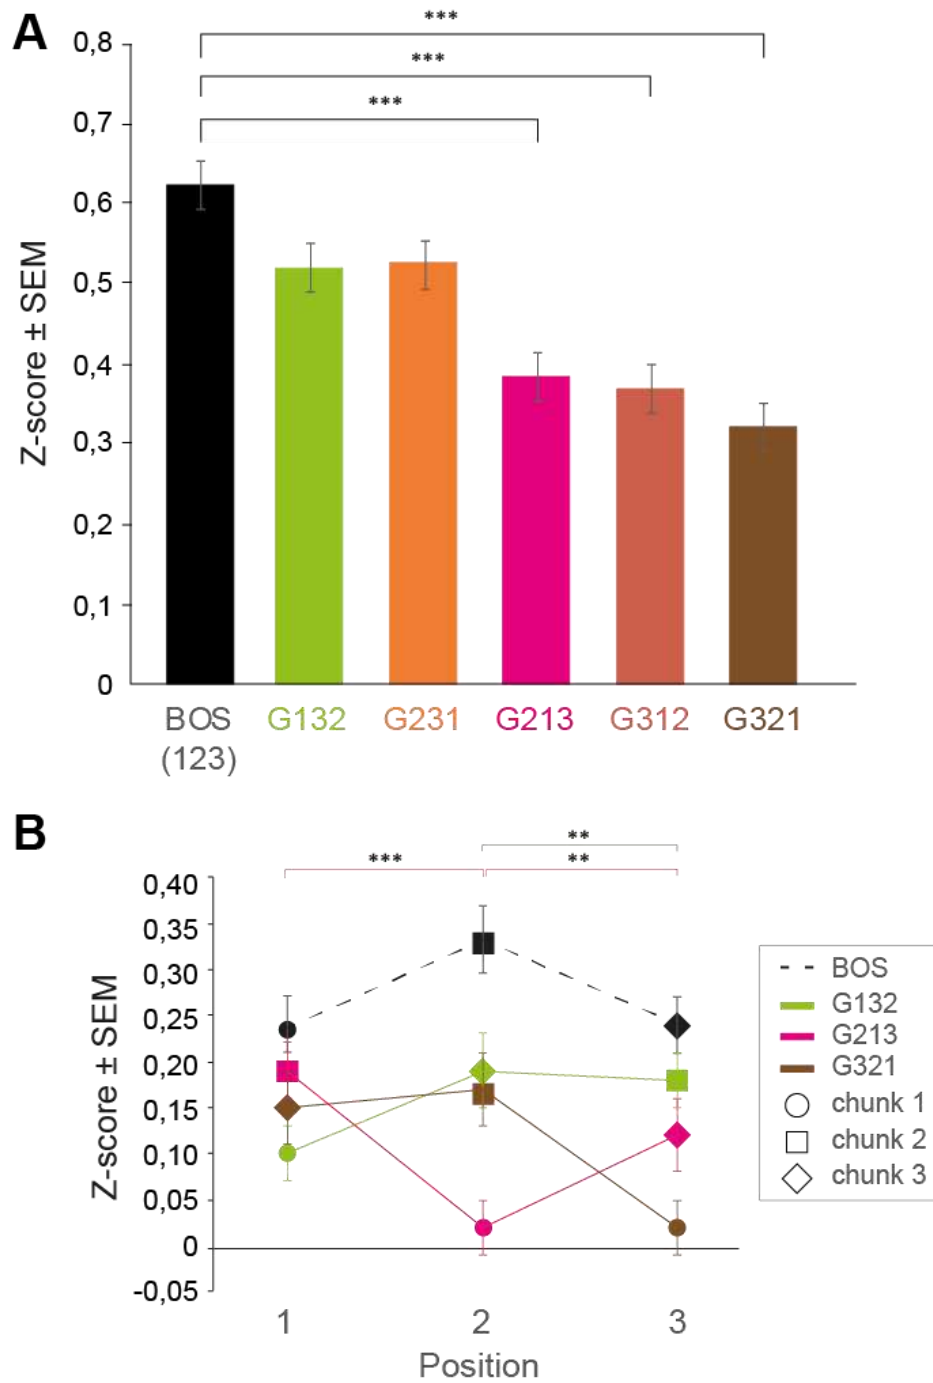 A
***
***
***
0,8
0,7
0,6
0,5
0,4
0,3
0,2
0,1
0
Z-score ± SEM
BOS G132 G231 G213 G312 G321
(123)
B
**
*** **
0,40
0,35
0,30
0,25
0,20
0,15
0,10
0,05
0
-0,05
Z-score ± SEM
1 2 3
Position
BOS
G132
G213
G321
chunk 1
chunk 2
chunk 3